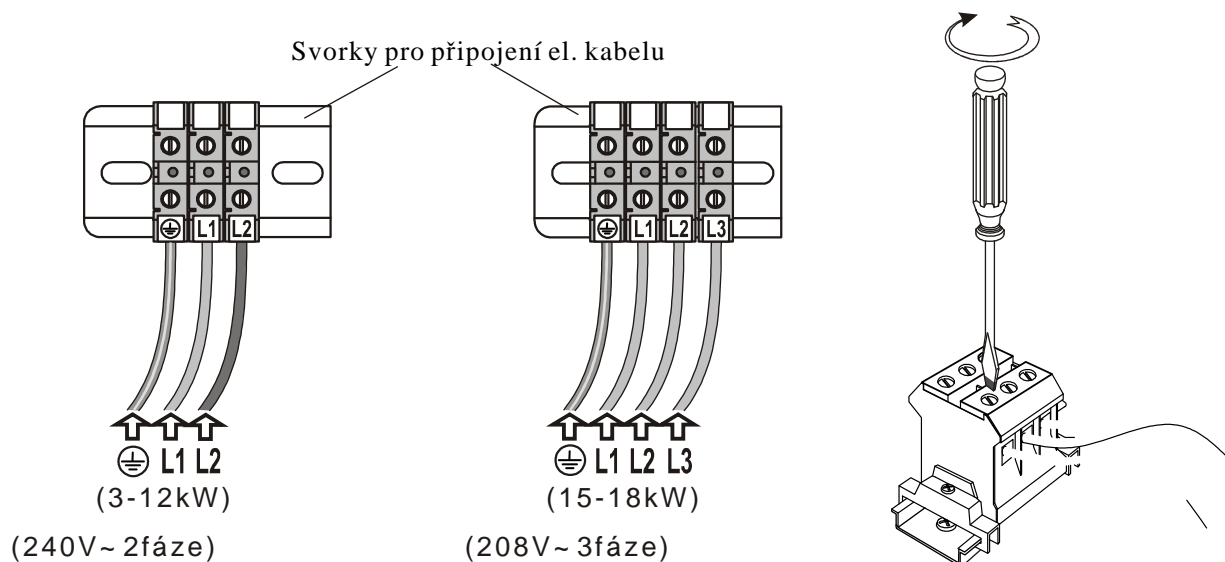 Svorky pro připojení el. kabelu
L1 L2
L1 L2 L3
L1 L2
L1 L2 L3
(3-12kW)
(15-18kW)
(240V~ 2fáze)
(208V~ 3fáze)